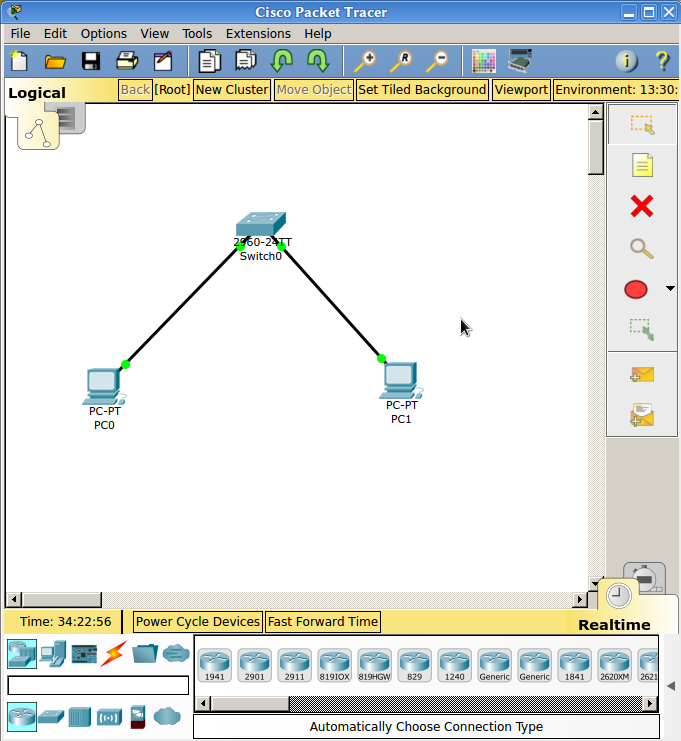 Cisco Packet Tracer
File Edit Options View Tools Extensions Help
Logical Back [Root] New Cluster Move Object Set Tiled Background Viewport Environment: 13:30:
2960-24TT
Switch0
PC-PT
PC0
PC-PT
PC1
Time: 34:22:56 Power Cycle Devices Fast Forward Time Realtime
1941 2901 2911 819IOX 819HGW 829 1240 Generic Generic 1841 2620XM 2621
Automatically Choose Connection Type